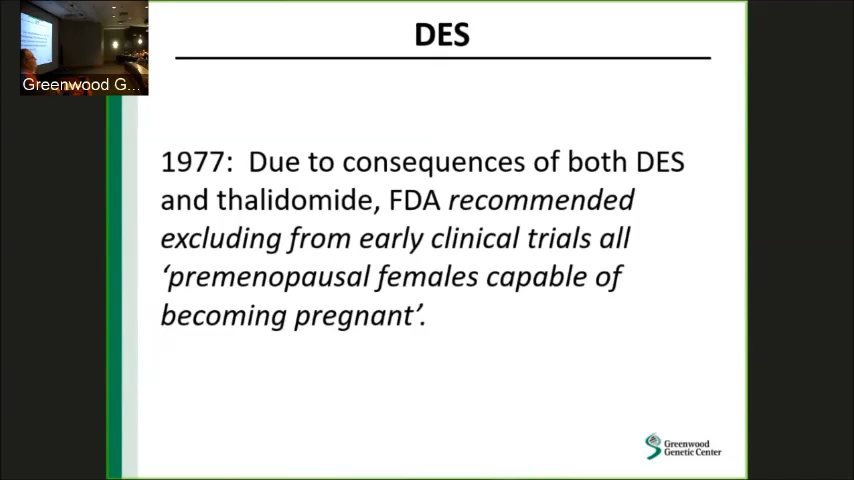 Greenwood G...
DES
1977:  Due to consequences of both DES
and thalidomide, FDA recommended
excluding from early clinical trials all
‘premenopausal females capable of
becoming pregnant’.
Greenwood
Genetic Center